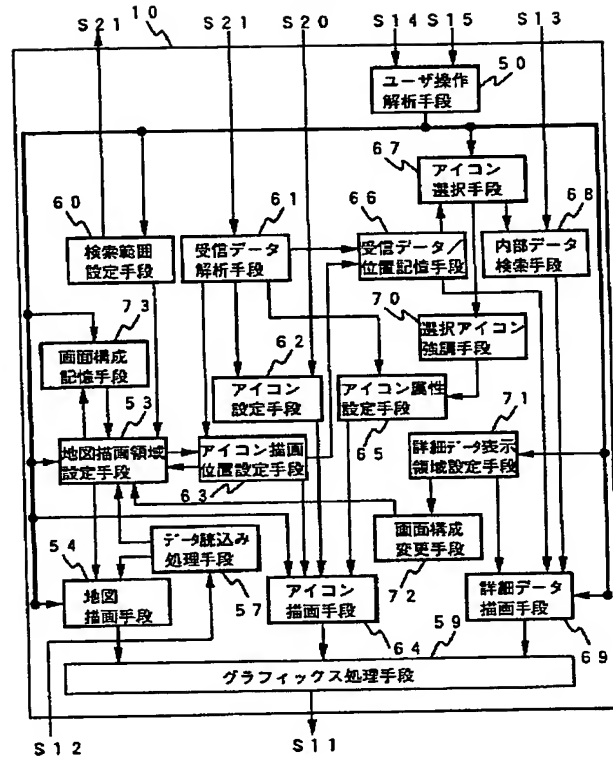 S21
10
S21
S20
S14
S15
S13
50
ユーザ操作
解析手段
67
アイコン
選択手段
60
検索範囲
設定手段
61
受信データ
解析手段
66
受信データ/
位置記憶手段
68
内部データ
検索手段
73
画面構成
記憶手段
62
アイコン
設定手段
70
選択アイコン
強調手段
53
地図描画領域
設定手段
アイコン描画
位置設定手段
63
アイコン属性
設定手段
65
71
詳細データ表示
領域設定手段
54
地図
描画手段
データ読込み
処理手段
57
アイコン
描画手段
64
画面構成
変更手段
72
詳細データ
描画手段
69
59
グラフィックス処理手段
S12
S11